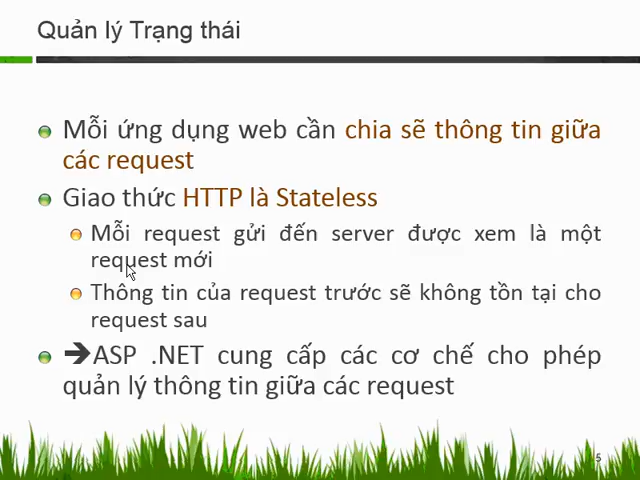 Quản lý Trạng thái
Mỗi ứng dụng web cần chia sẽ thông tin giữa
các request
Giao thức HTTP là Stateless
Mỗi request gửi đến server được xem là một
request mới
Thông tin của request trước sẽ không tồn tại cho
request sau
➔ASP .NET cung cấp các cơ chế cho phép
quản lý thông tin giữa các request
5